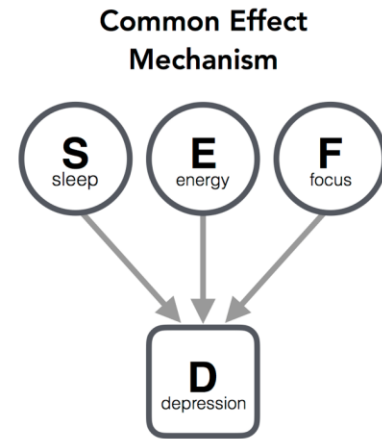 Common Effect
Mechanism
S E F
sleep energy focus
D
depression